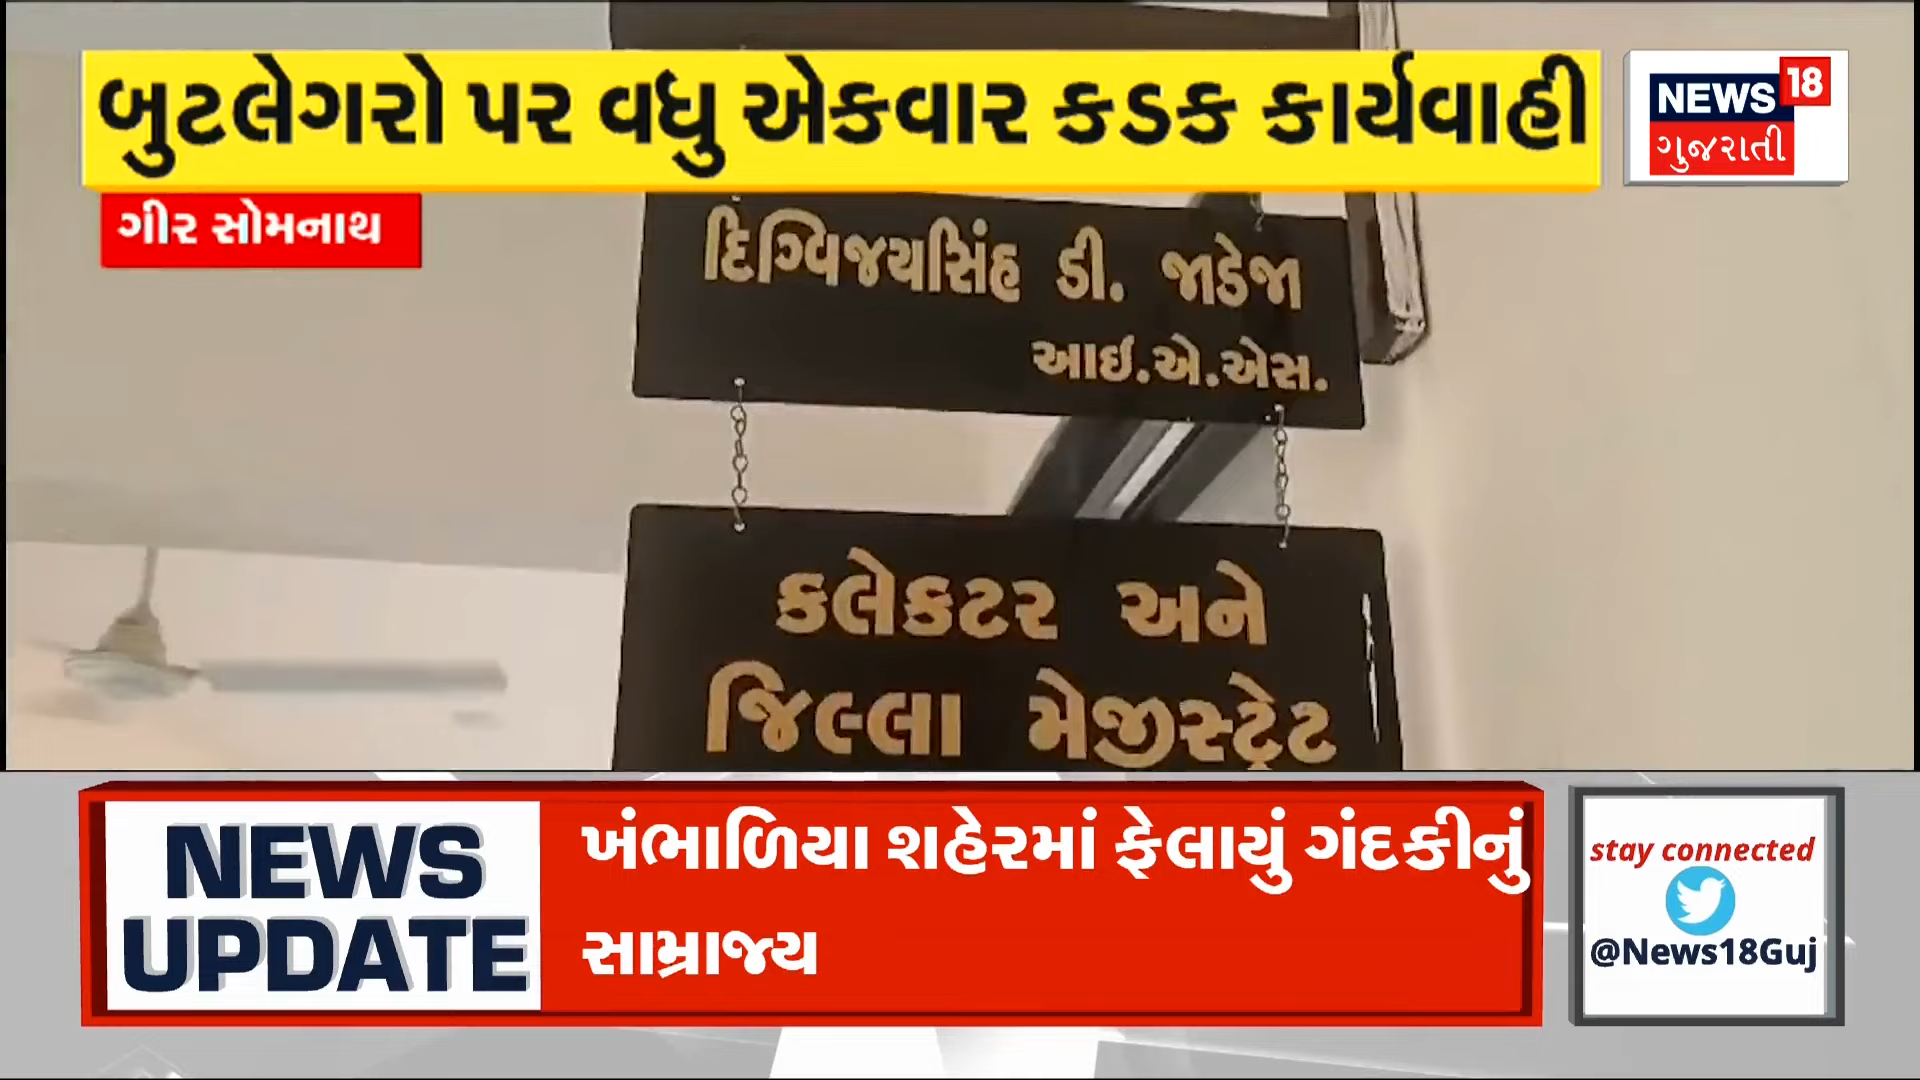 બુટલેગરો પર વધુ એકવાર કડક કાર્યવાહી
NEWS 18
ગુજરાતી
ગીર સોમનાથ
દિગ્વિજયસિંહ ડી. જાડેજા
આઈ.એ.એસ.
કલેકટર અને
જિલ્લા મેજીસ્ટ્રેટ
NEWS
UPDATE
ખંભાળિયા શહેરમાં ફેલાયું ગંદકીનું
સામ્રાજ્ય
stay connected
@News18Guj